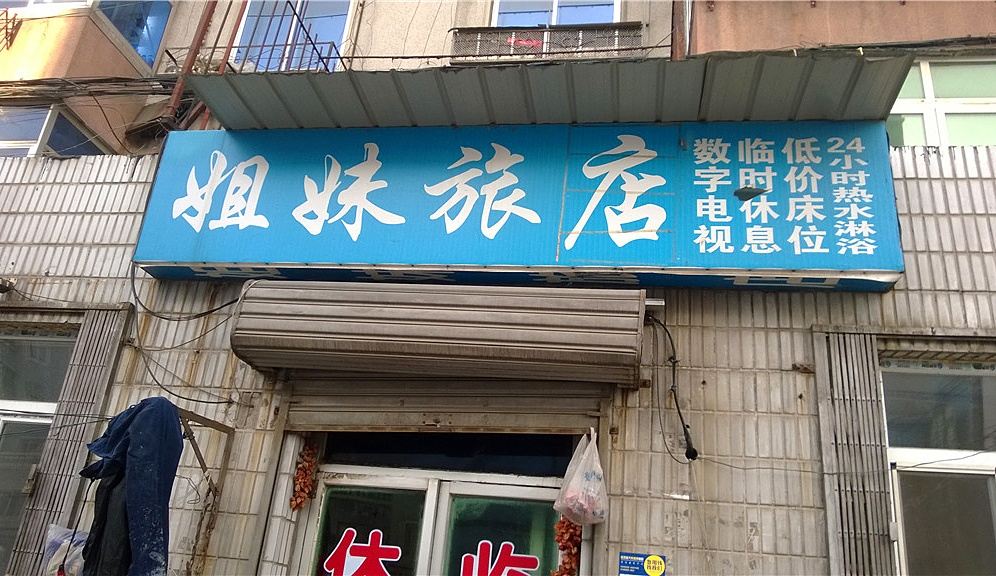 姐妹旅店
数字电视
临时休息
低价床位
24小时热水淋浴
休 临